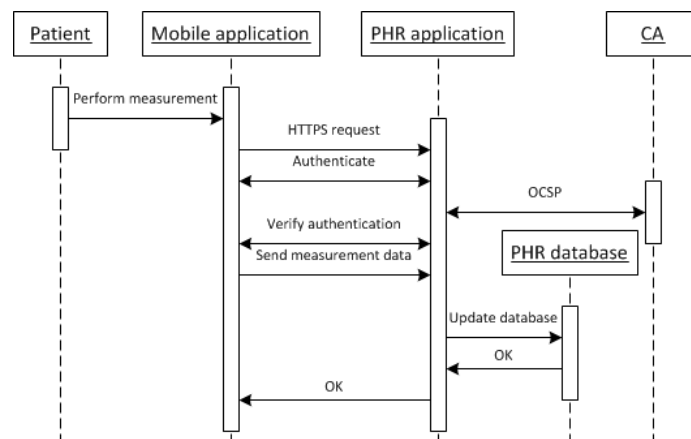 Patient
Mobile application
PHR application
CA
Perform measurement
HTTPS request
Authenticate
OCSP
Verify authentication
Send measurement data
PHR database
Update database
OK
OK